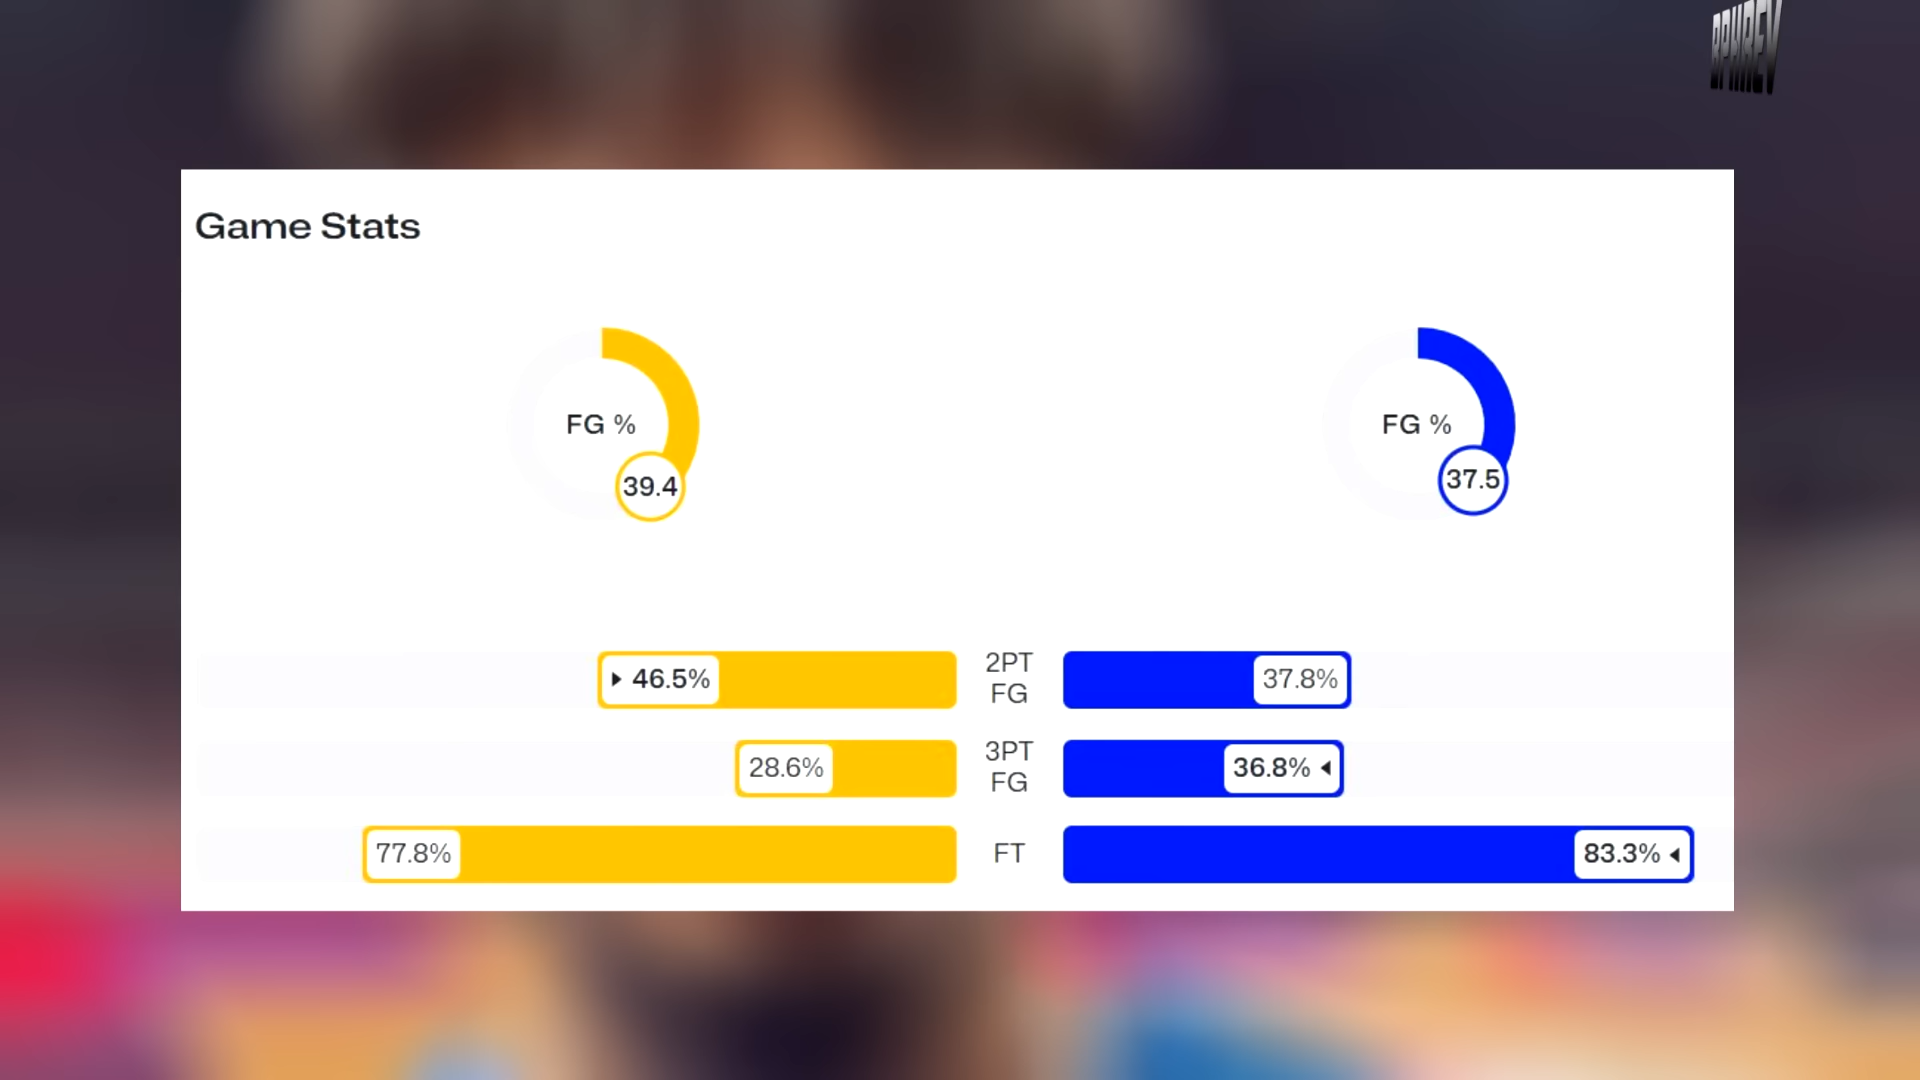 BPHREV
Game Stats
FG %
39.4
FG %
37.5
46.5%
2PT
FG
37.8%
28.6%
3PT
FG
36.8%
77.8%
FT
83.3%